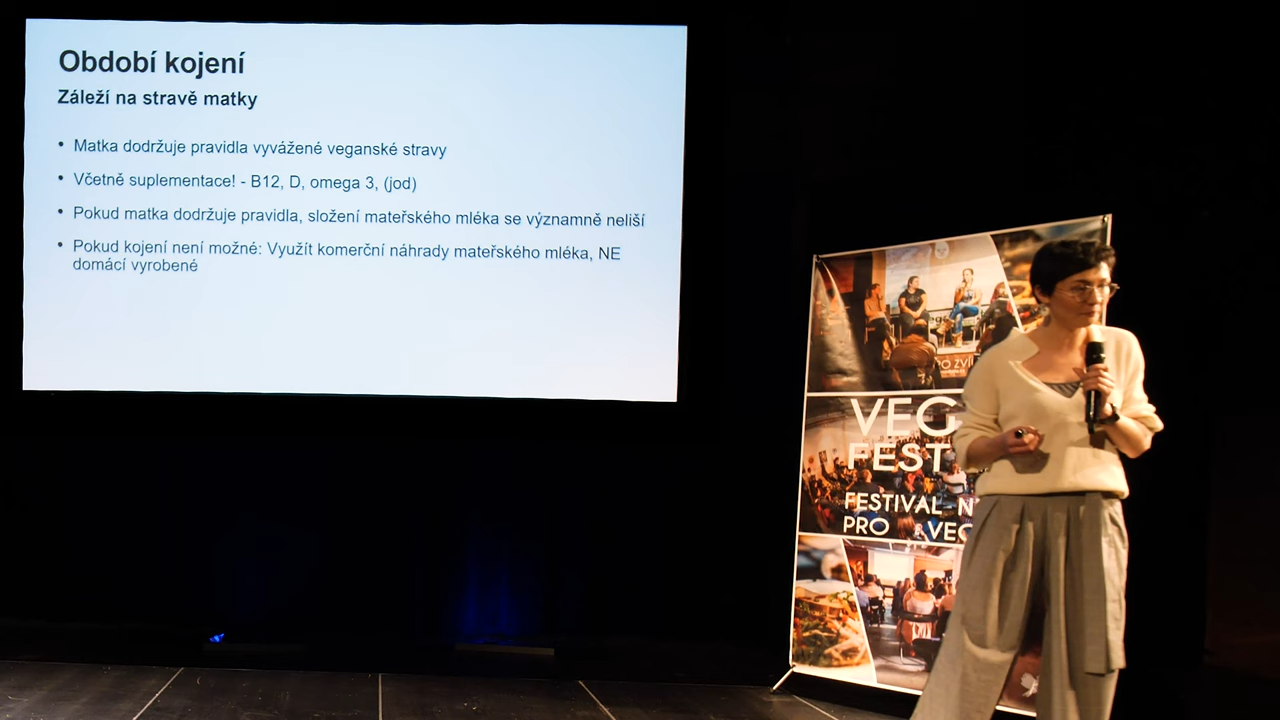 Období kojení
Záleží na stravě matky
• Matka dodržuje pravidla vyvážené veganské stravy
• Včetně suplementace! - B12, D, omega 3, (jod)
• Pokud matka dodržuje pravidla, složení mateřského mléka se významně neliší
• Pokud kojení není možné: Využít komerční náhrady mateřského mléka, NE
domácí vyrobené
VEG
FEST
FESTIVAL
PRO & VEG